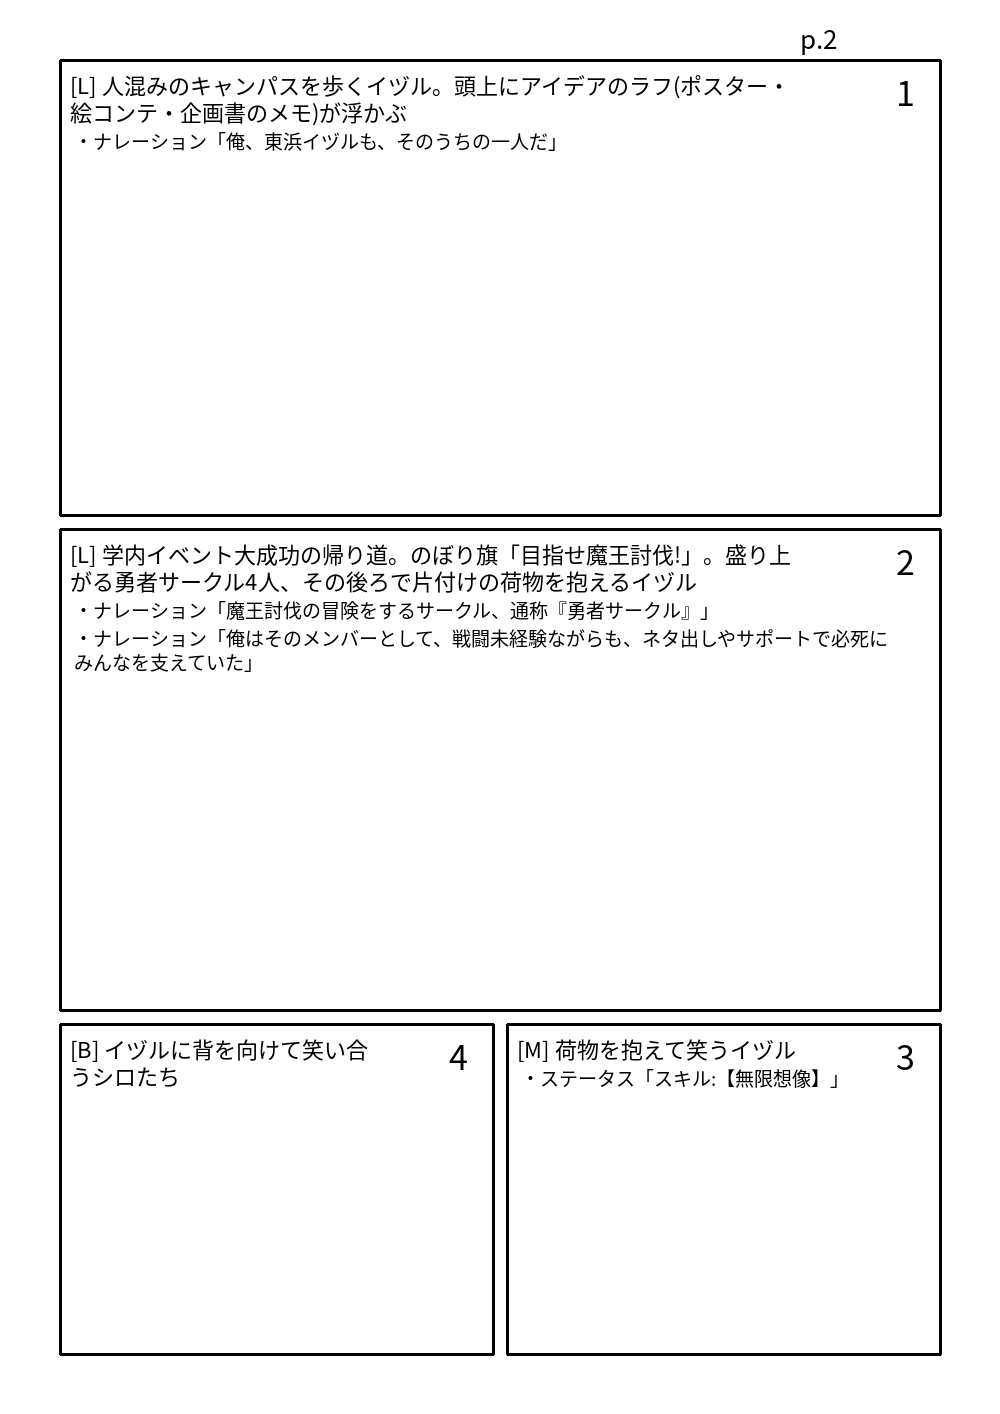 p.2
[L] 人混みのキャンパスを歩くイヅル。頭上にアイデアのラフ(ポスター・
絵コンテ・企画書のメモ)が浮かぶ
1
・ナレーション「俺、東浜イヅルも、そのうちの一人だ」
[L] 学内イベント大成功の帰り道。のぼり旗「目指せ魔王討伐!」。盛り上
がる勇者サークル4人、その後ろで片付けの荷物を抱えるイヅル
2
・ナレーション「魔王討伐の冒険をするサークル、通称『勇者サークル』」
・ナレーション「俺はそのメンバーとして、戦闘未経験ながらも、ネタ出しやサポートで必死に
みんなを支えていた」
[M] 荷物を抱えて笑うイヅル
3
・ステータス「スキル:【無限想像】」
[B] イヅルに背を向けて笑い合
うシロたち
4